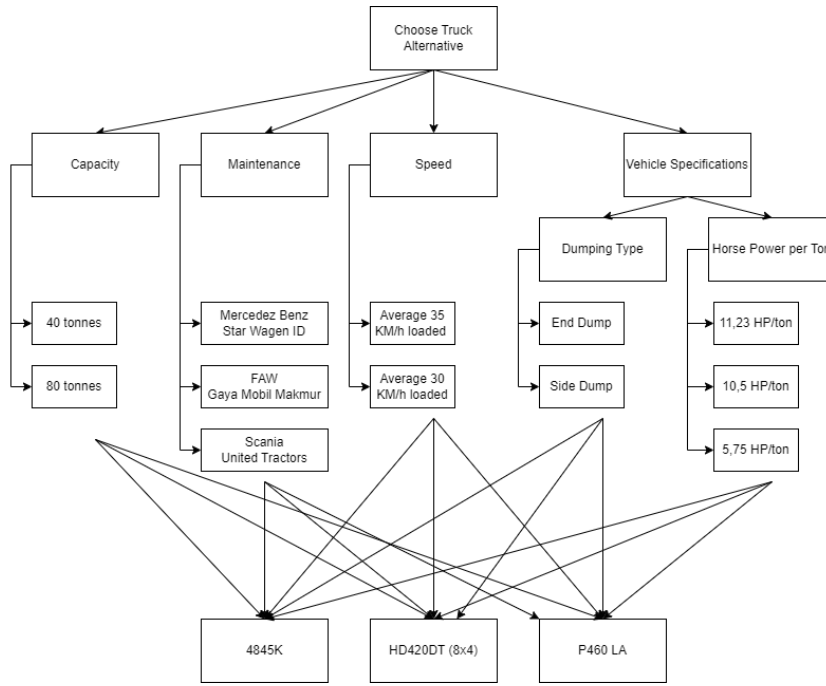 Choose Truck
Alternative
Capacity
Maintenance
Speed
Vehicle Specifications
Dumping Type
Horse Power per Ton
40 tonnes
Mercedez Benz
Star Wagen ID
Average 35
KM/h loaded
End Dump
11,23 HP/ton
80 tonnes
FAW
Gaya Mobil Makmur
Average 30
KM/h loaded
Side Dump
10,5 HP/ton
Scania
United Tractors
5,75 HP/ton
4845K
HD420DT (8x4)
P460 LA